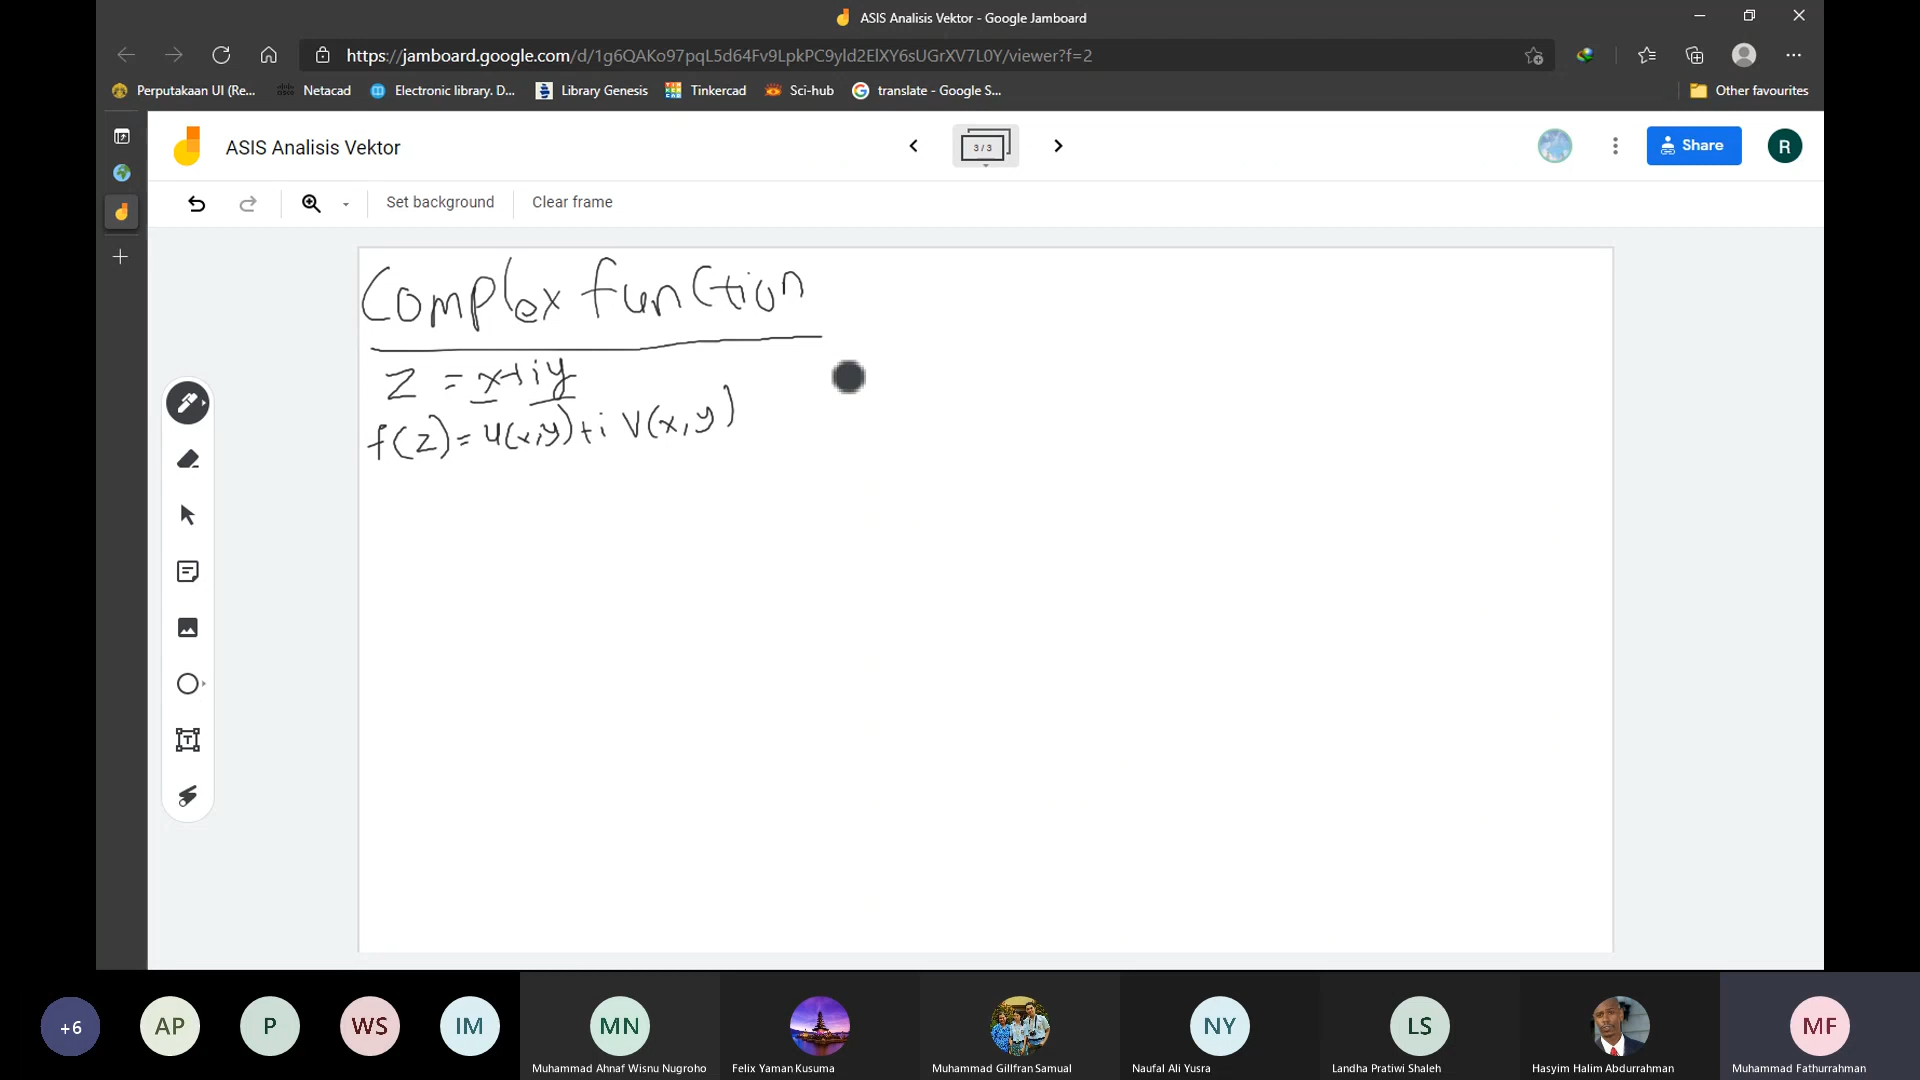 ASIS Analisis Vektor - Google Jamboard
https://jamboard.google.com/d/1g6QAKo97pqL5d64Fv9LpkPC9yld2ElXY6sUGrXV7L0Y/viewer?f=2
Perputakaan UI (Re... Netacad Electronic library. D... Library Genesis Tinkercad Sci-hub translate - Google S... Other favourites
ASIS Analisis Vektor 3 / 3 Share R
Set background Clear frame
Complex function
z = x+iy
f(z) = u(x,y) + i v(x,y)
+6 AP P WS IM MN NY LS MF
Muhammad Ahnaf Wisnu Nugroho Felix Yaman Kusuma Muhammad Gillfran Samual Naufal Ali Yusra Landha Pratiwi Shaleh Hasyim Halim Abdurrahman Muhammad Fathurrahman